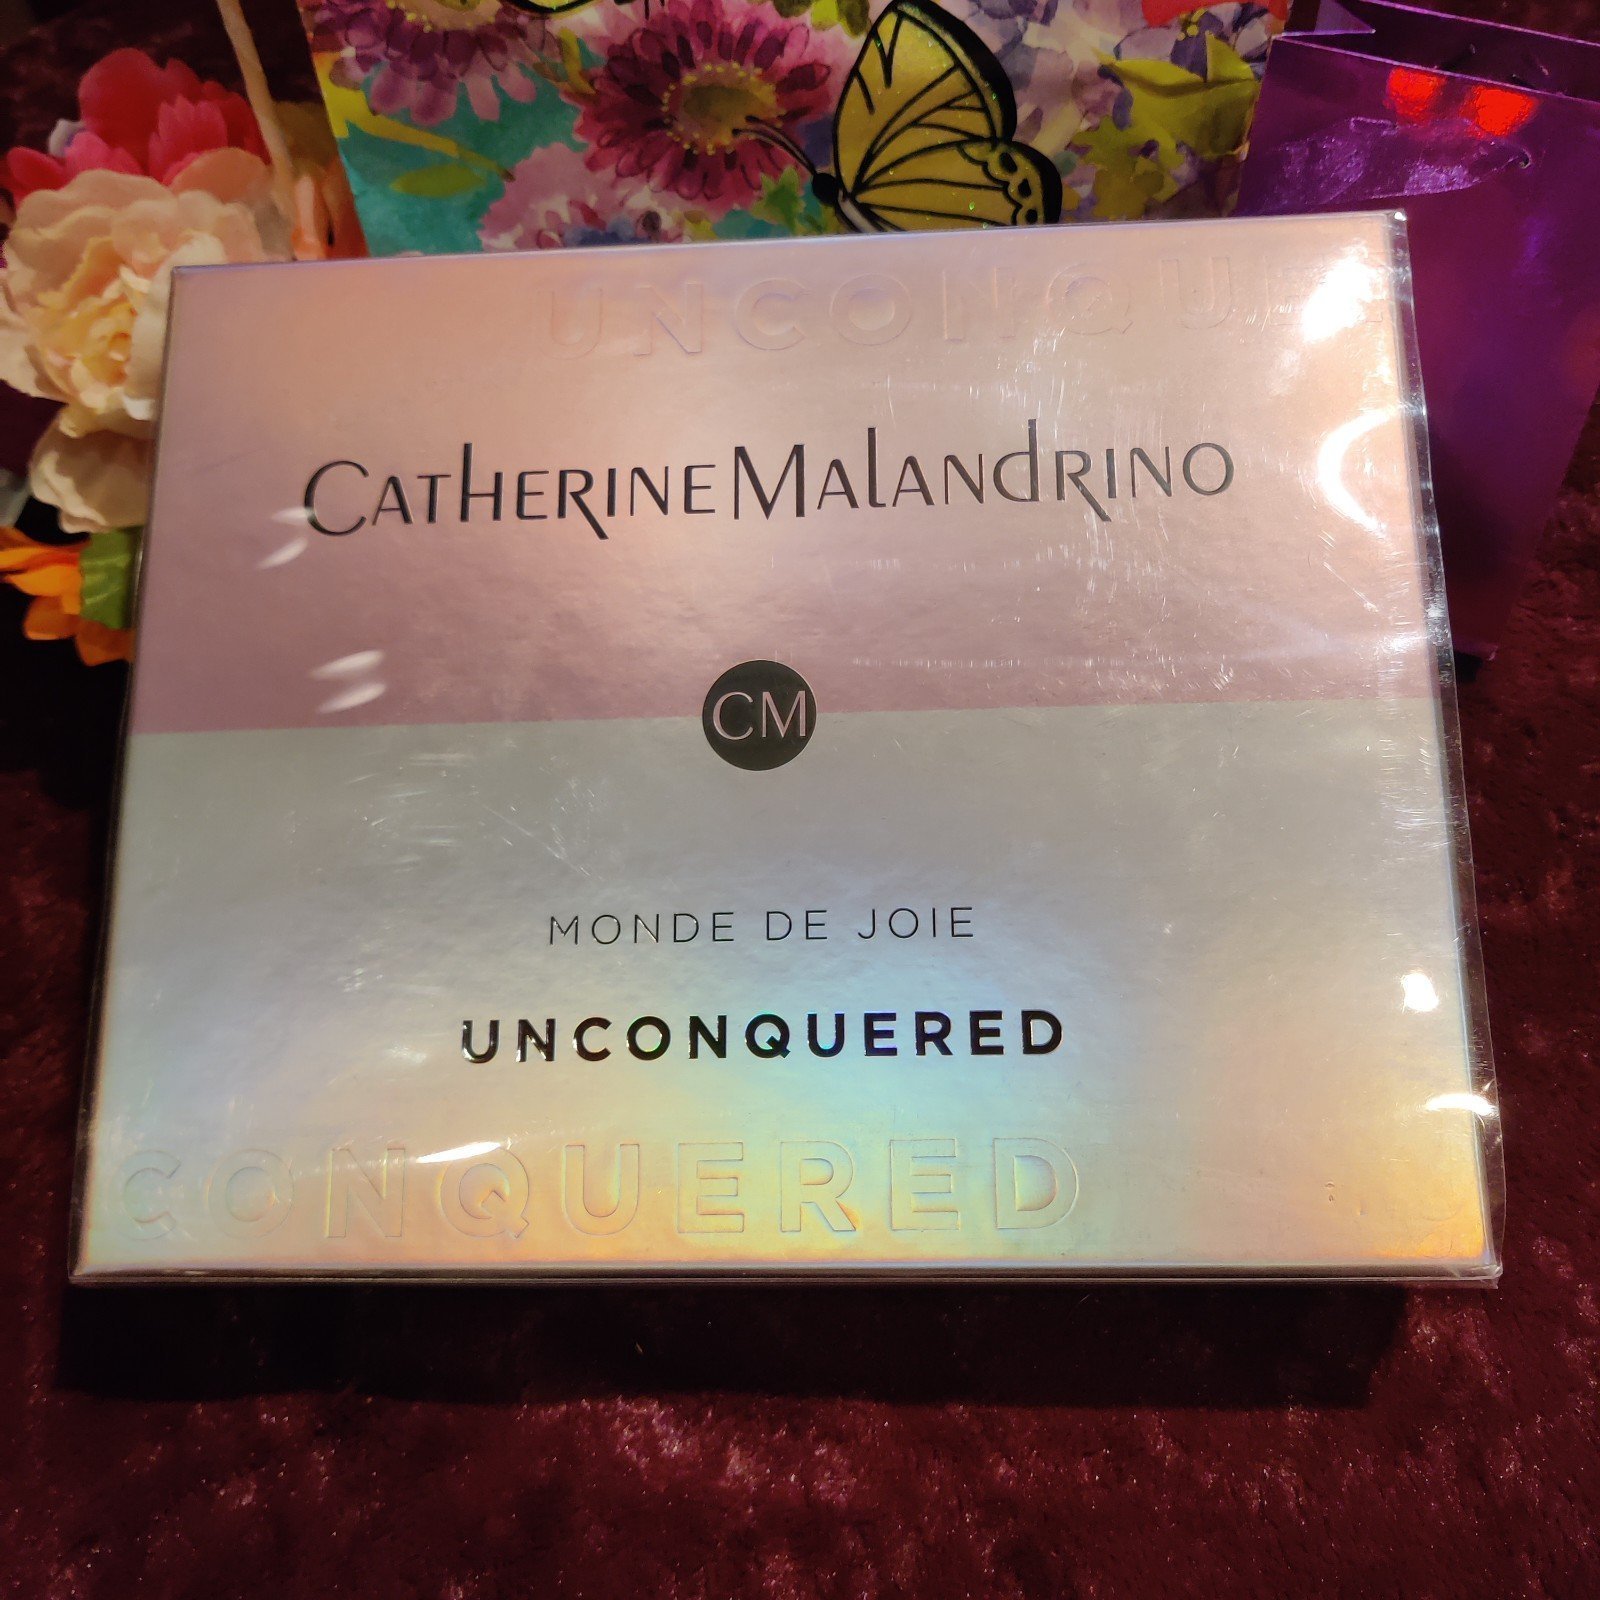 UNCONQUE
CATHERINE MALANDRINO
CM
MONDE DE JOIE
UNCONQUERED
CONQUERED